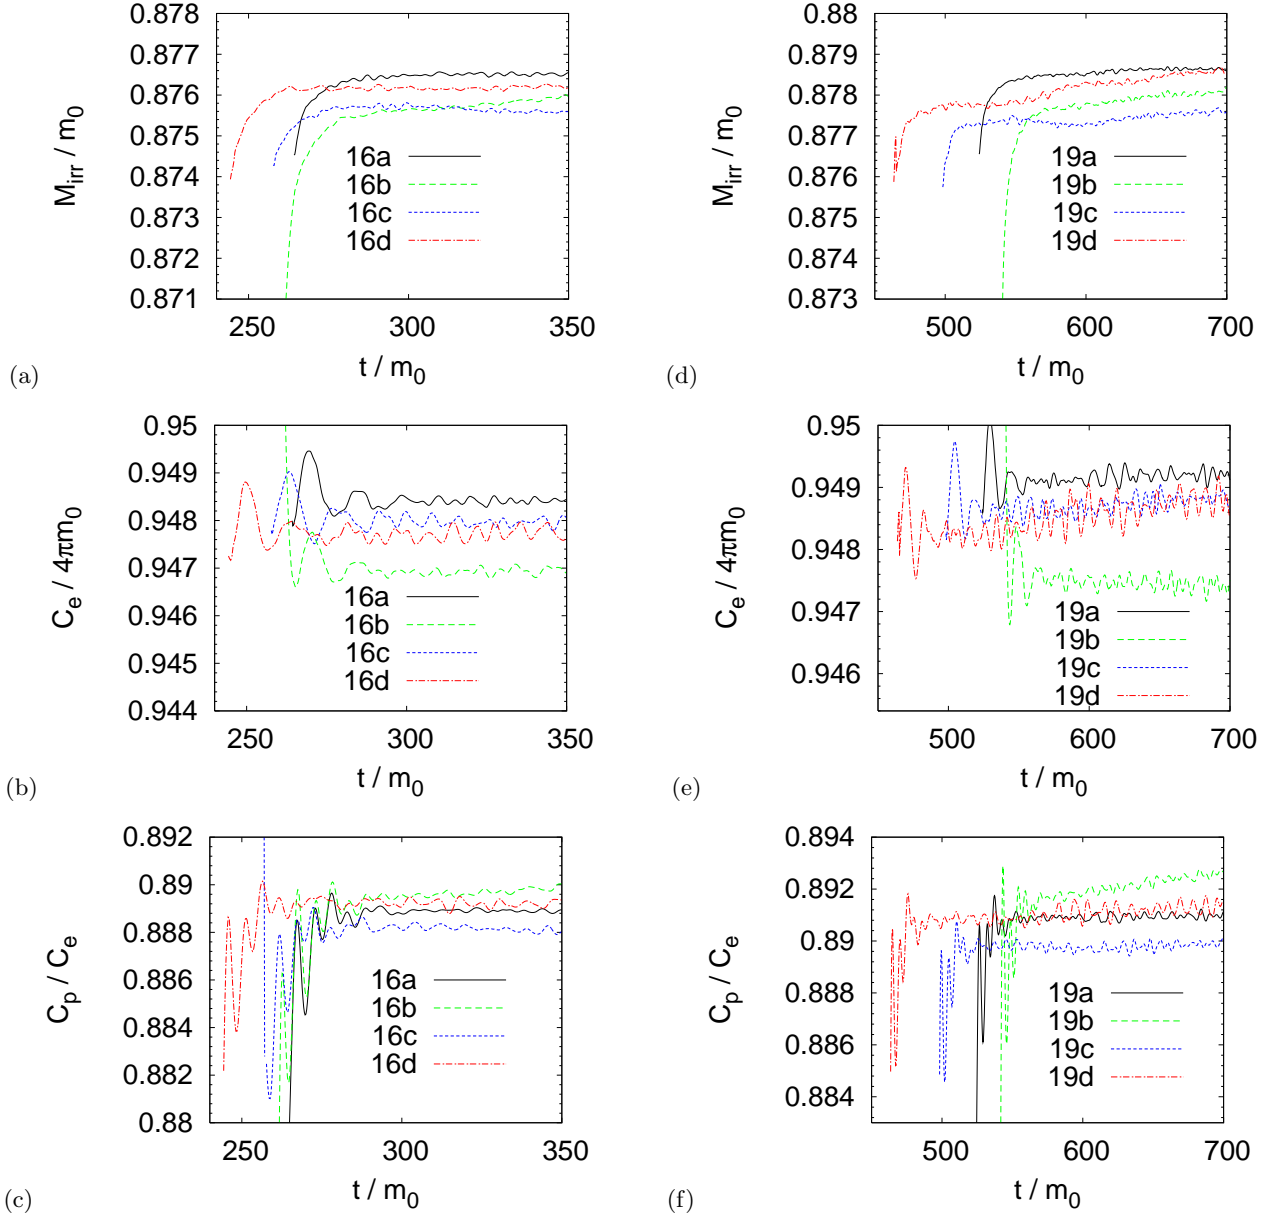 0.878
0.877
0.876
0.875
0.874
0.873
0.872
0.871
M_irr / m_0
16a
16b
16c
16d
250
300
350
t / m_0
(a)
0.88
0.879
0.878
0.877
0.876
0.875
0.874
0.873
M_irr / m_0
19a
19b
19c
19d
500
600
700
t / m_0
(d)
0.95
0.949
0.948
0.947
0.946
0.945
0.944
C_e / 4πm_0
16a
16b
16c
16d
250
300
350
t / m_0
(b)
0.95
0.949
0.948
0.947
0.946
C_e / 4πm_0
19a
19b
19c
19d
500
600
700
t / m_0
(e)
0.892
0.89
0.888
0.886
0.884
0.882
0.88
C_p / C_e
16a
16b
16c
16d
250
300
350
t / m_0
(c)
0.894
0.892
0.89
0.888
0.886
0.884
C_p / C_e
19a
19b
19c
19d
500
600
700
t / m_0
(f)